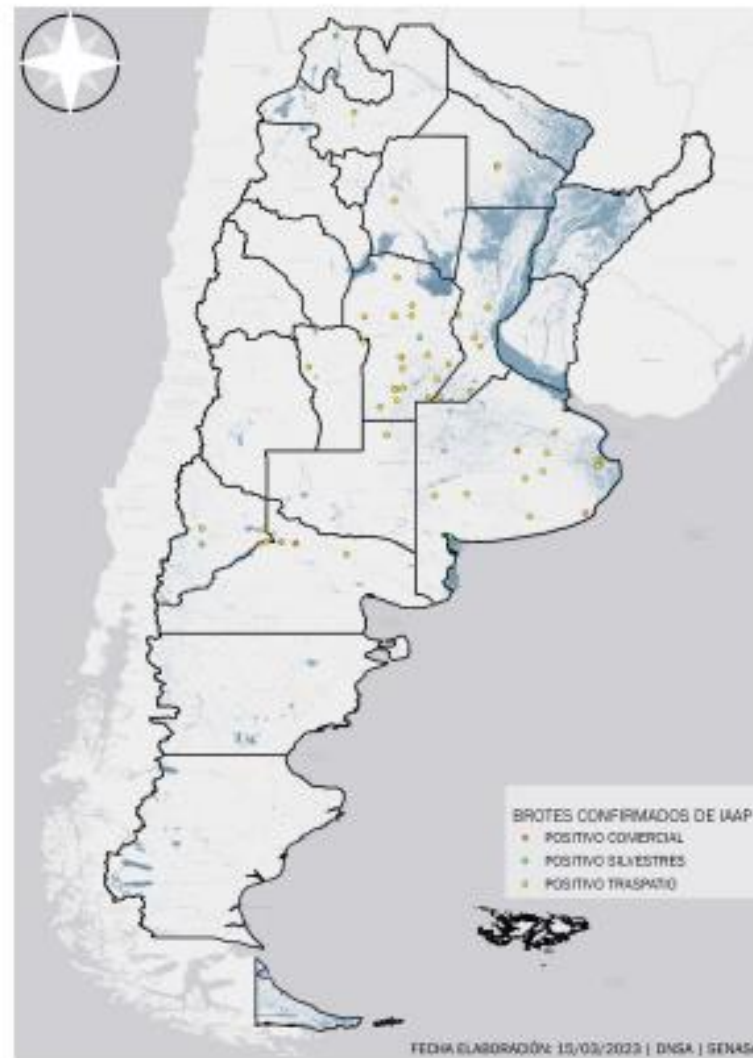 BROTES CONFIRMADOS DE IAAP
POSITIVO COMERCIAL
POSITIVO SILVESTRES
POSITIVO TRASPATIO
FECHA ELABORACIÓN: 15/03/2023 | DNSA | SENASA